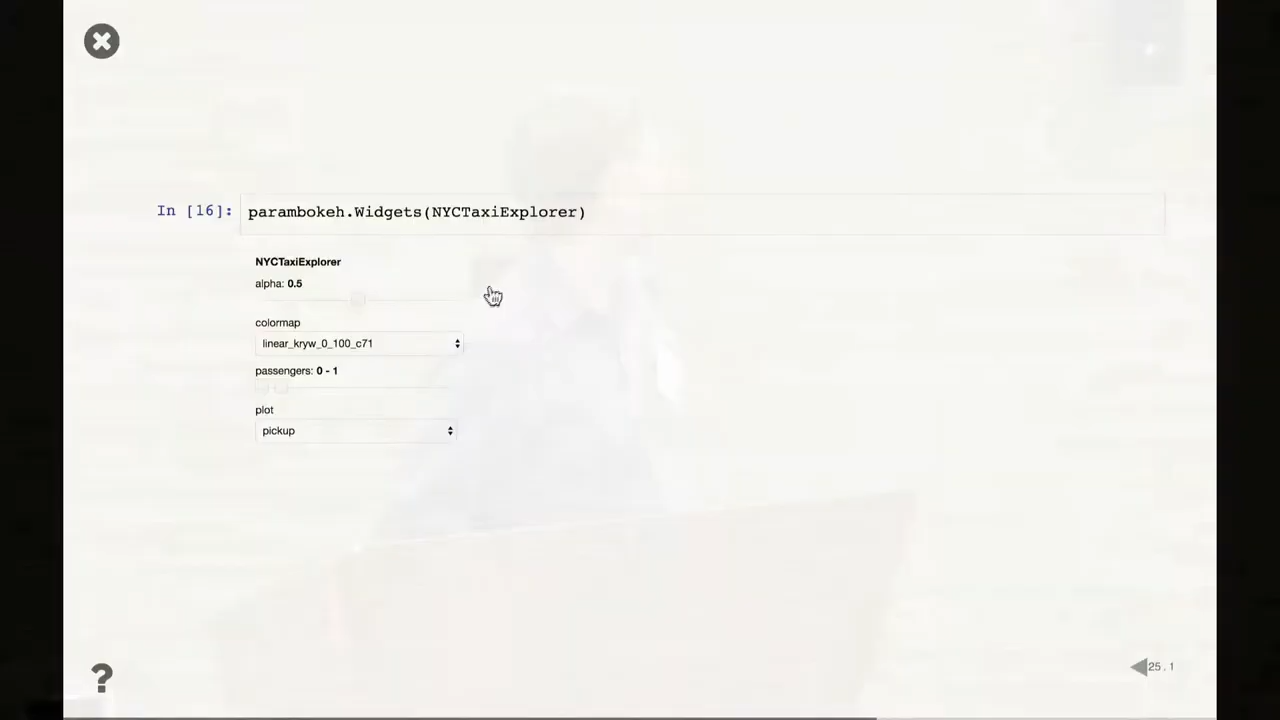 In [16]: parambokeh.Widgets(NYCTaxiExplorer)
NYCTaxiExplorer
alpha: 0.5
colormap
linear_kryw_0_100_c71
passengers: 0 - 1
plot
pickup
?
25 . 1